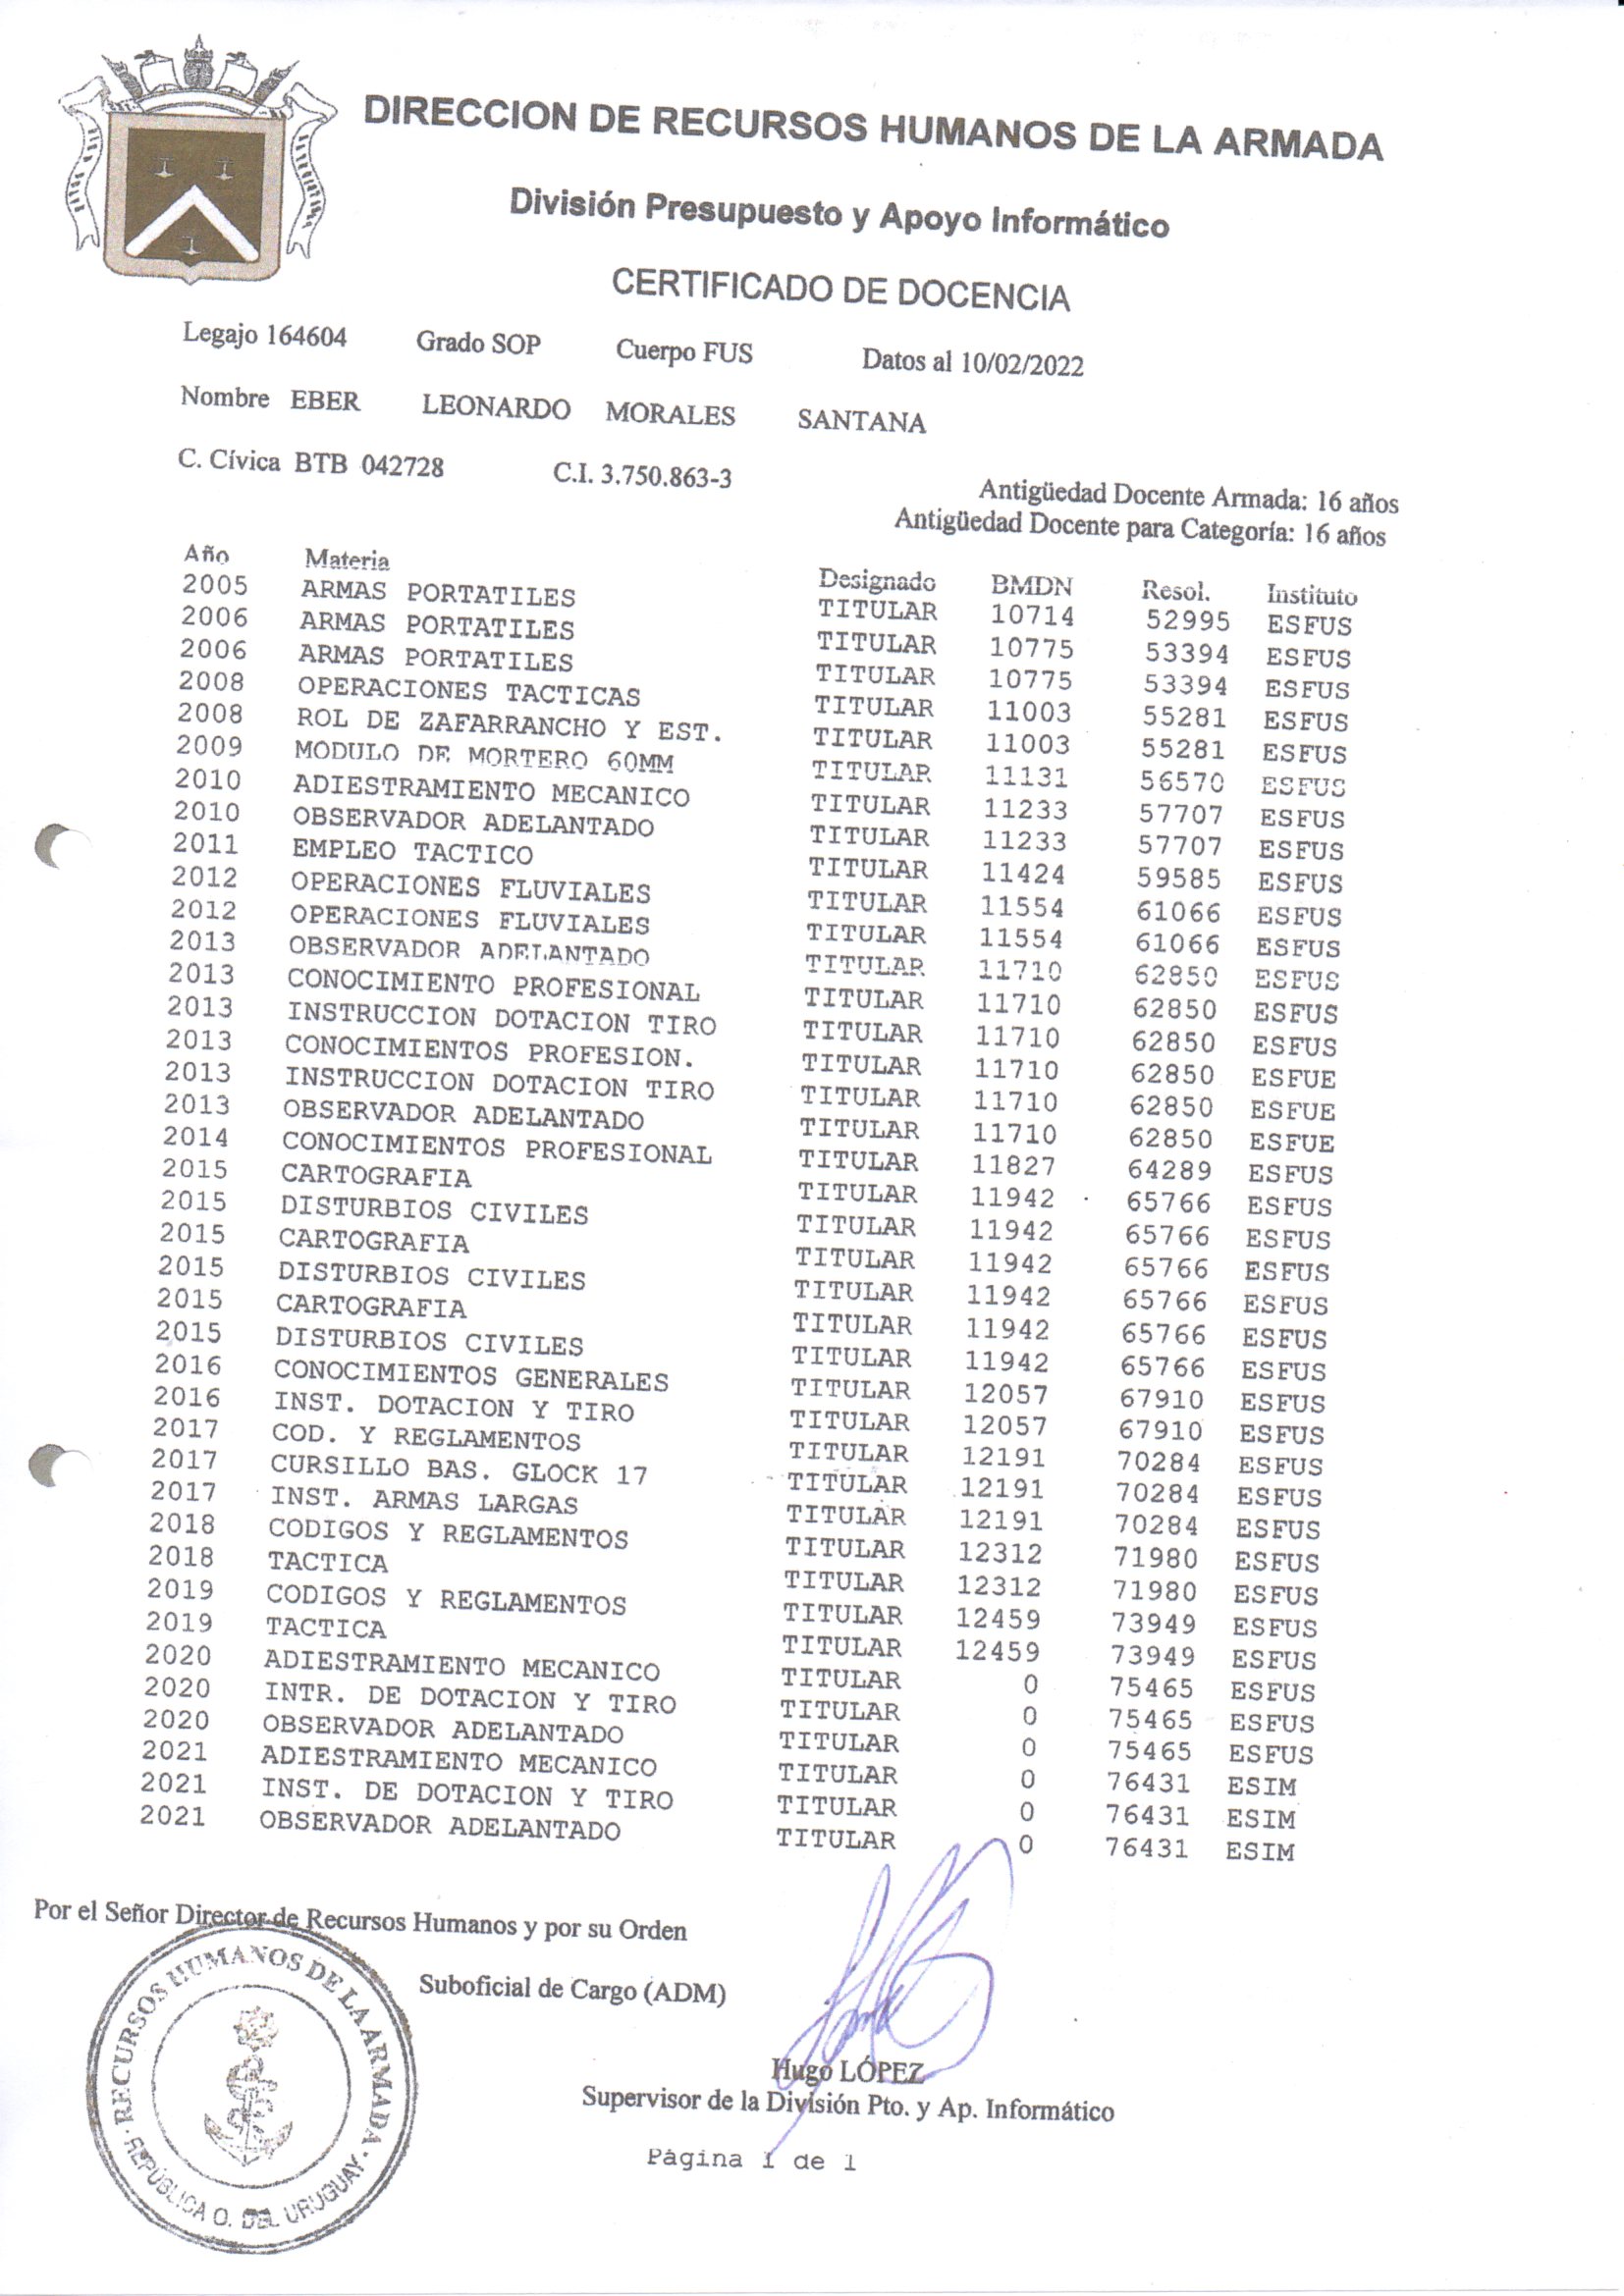 DIRECCION DE RECURSOS HUMANOS DE LA ARMADA
División Presupuesto y Apoyo Informático
CERTIFICADO DE DOCENCIA
Legajo 164604 Grado SOP Cuerpo FUS Datos al 10/02/2022
Nombre EBER LEONARDO MORALES SANTANA
C. Cívica BTB 042728 C.I. 3.750.863-3
Antigüedad Docente Armada: 16 años
Antigüedad Docente para Categoría: 16 años
Año Materia Designado BMDN Resol. Instituto
2005 ARMAS PORTATILES TITULAR 10714 52995 ESFUS
2006 ARMAS PORTATILES TITULAR 10775 53394 ESFUS
2006 ARMAS PORTATILES TITULAR 10775 53394 ESFUS
2008 OPERACIONES TACTICAS TITULAR 11003 55281 ESFUS
2008 ROL DE ZAFARRANCHO Y EST. TITULAR 11003 55281 ESFUS
2009 MODULO DE MORTERO 60MM TITULAR 11131 56570 ESFUS
2010 ADIESTRAMIENTO MECANICO TITULAR 11233 57707 ESFUS
2010 OBSERVADOR ADELANTADO TITULAR 11233 57707 ESFUS
2011 EMPLEO TACTICO TITULAR 11424 59585 ESFUS
2012 OPERACIONES FLUVIALES TITULAR 11554 61066 ESFUS
2012 OPERACIONES FLUVIALES TITULAR 11554 61066 ESFUS
2013 OBSERVADOR ADELANTADO TITULAR 11710 62850 ESFUS
2013 CONOCIMIENTO PROFESIONAL TITULAR 11710 62850 ESFUS
2013 INSTRUCCION DOTACION TIRO TITULAR 11710 62850 ESFUS
2013 CONOCIMIENTOS PROFESION. TITULAR 11710 62850 ESFUE
2013 INSTRUCCION DOTACION TIRO TITULAR 11710 62850 ESFUE
2013 OBSERVADOR ADELANTADO TITULAR 11710 62850 ESFUE
2014 CONOCIMIENTOS PROFESIONAL TITULAR 11827 64289 ESFUS
2015 CARTOGRAFIA TITULAR 11942 65766 ESFUS
2015 DISTURBIOS CIVILES TITULAR 11942 65766 ESFUS
2015 CARTOGRAFIA TITULAR 11942 65766 ESFUS
2015 DISTURBIOS CIVILES TITULAR 11942 65766 ESFUS
2015 CARTOGRAFIA TITULAR 11942 65766 ESFUS
2015 DISTURBIOS CIVILES TITULAR 11942 65766 ESFUS
2016 CONOCIMIENTOS GENERALES TITULAR 12057 67910 ESFUS
2016 INST. DOTACION Y TIRO TITULAR 12057 67910 ESFUS
2017 COD. Y REGLAMENTOS TITULAR 12191 70284 ESFUS
2017 CURSILLO BAS. GLOCK 17 TITULAR 12191 70284 ESFUS
2017 INST. ARMAS LARGAS TITULAR 12191 70284 ESFUS
2018 CODIGOS Y REGLAMENTOS TITULAR 12312 71980 ESFUS
2018 TACTICA TITULAR 12312 71980 ESFUS
2019 CODIGOS Y REGLAMENTOS TITULAR 12459 73949 ESFUS
2019 TACTICA TITULAR 12459 73949 ESFUS
2020 ADIESTRAMIENTO MECANICO TITULAR 0 75465 ESFUS
2020 INTR. DE DOTACION Y TIRO TITULAR 0 75465 ESFUS
2020 OBSERVADOR ADELANTADO TITULAR 0 75465 ESFUS
2021 ADIESTRAMIENTO MECANICO TITULAR 0 76431 ESIM
2021 INST. DE DOTACION Y TIRO TITULAR 0 76431 ESIM
2021 OBSERVADOR ADELANTADO TITULAR 0 76431 ESIM
Por el Señor Director de Recursos Humanos y por su Orden
RECURSOS HUMANOS DE LA ARMADA
REPÚBLICA O. DEL URUGUAY
Suboficial de Cargo (ADM)
Hugo LÓPEZ
Supervisor de la División Pto. y Ap. Informático
Página 1 de 1